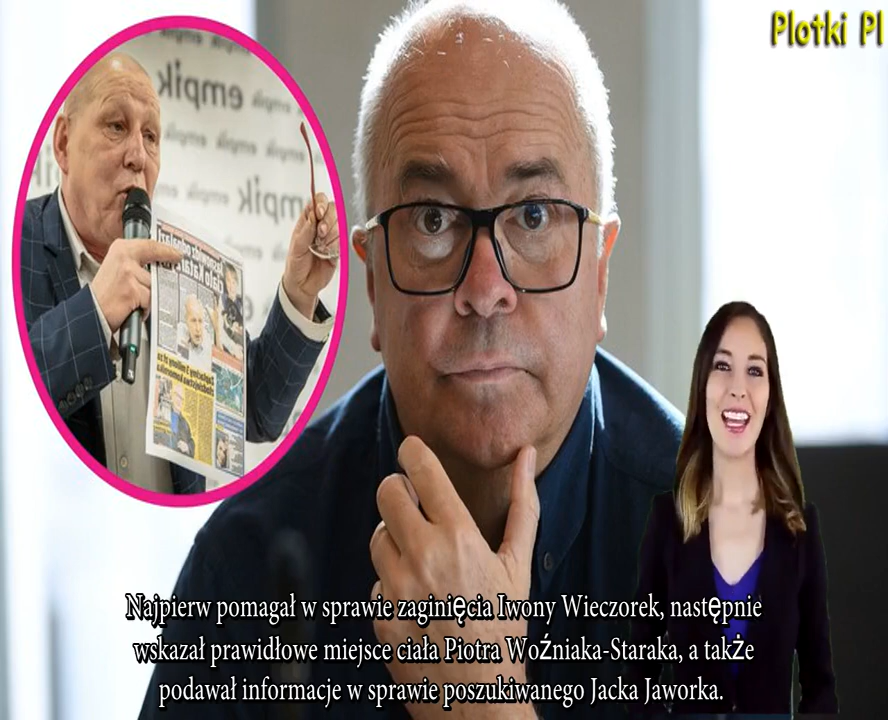 Plotki Pl
empik
empik
Najpierw pomagał w sprawie zaginięcia Iwony Wieczorek, następnie
wskazał prawidłowe miejsce ciała Piotra Woźniaka-Staraka, a także
podawał informacje w sprawie poszukiwanego Jacka Jaworka.